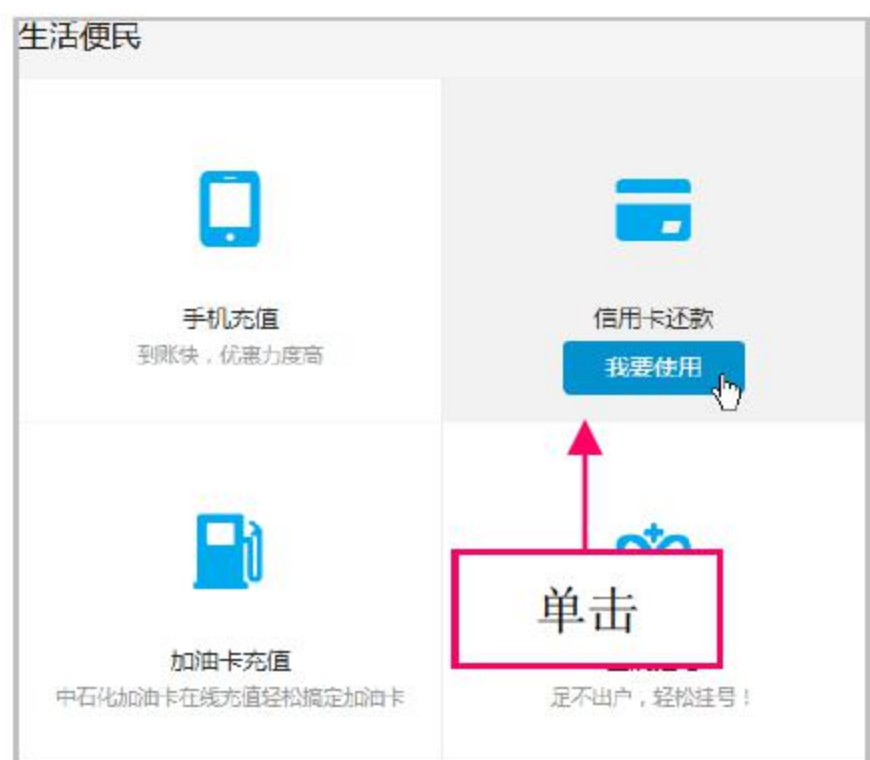 生活便民
手机充值
到账快，优惠力度高
信用卡还款
我要使用
单击
加油卡充值
中石化加油卡在线充值轻松搞定加油卡
足不出户，轻松挂号！